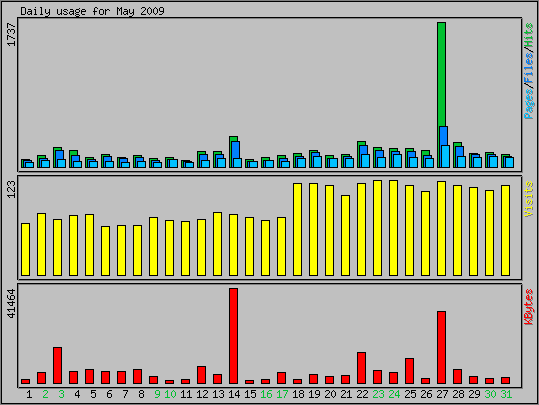 Daily usage for May 2009
1737
Pages/Files/Hits
123
Visits
41464
KBytes
1 2 3 4 5 6 7 8 9 10 11 12 13 14 15 16 17 18 19 20 21 22 23 24 25 26 27 28 29 30 31